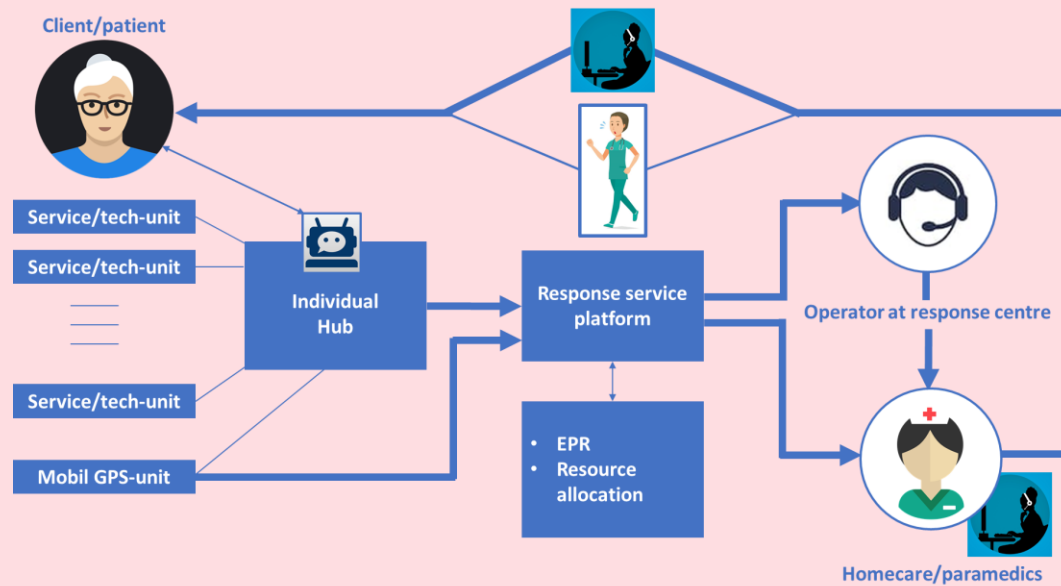 Client/patient
Service/tech-unit
Service/tech-unit
Service/tech-unit
Mobil GPS-unit
Individual
Hub
Response service
platform
• EPR
• Resource
allocation
Operator at response centre
Homecare/paramedics